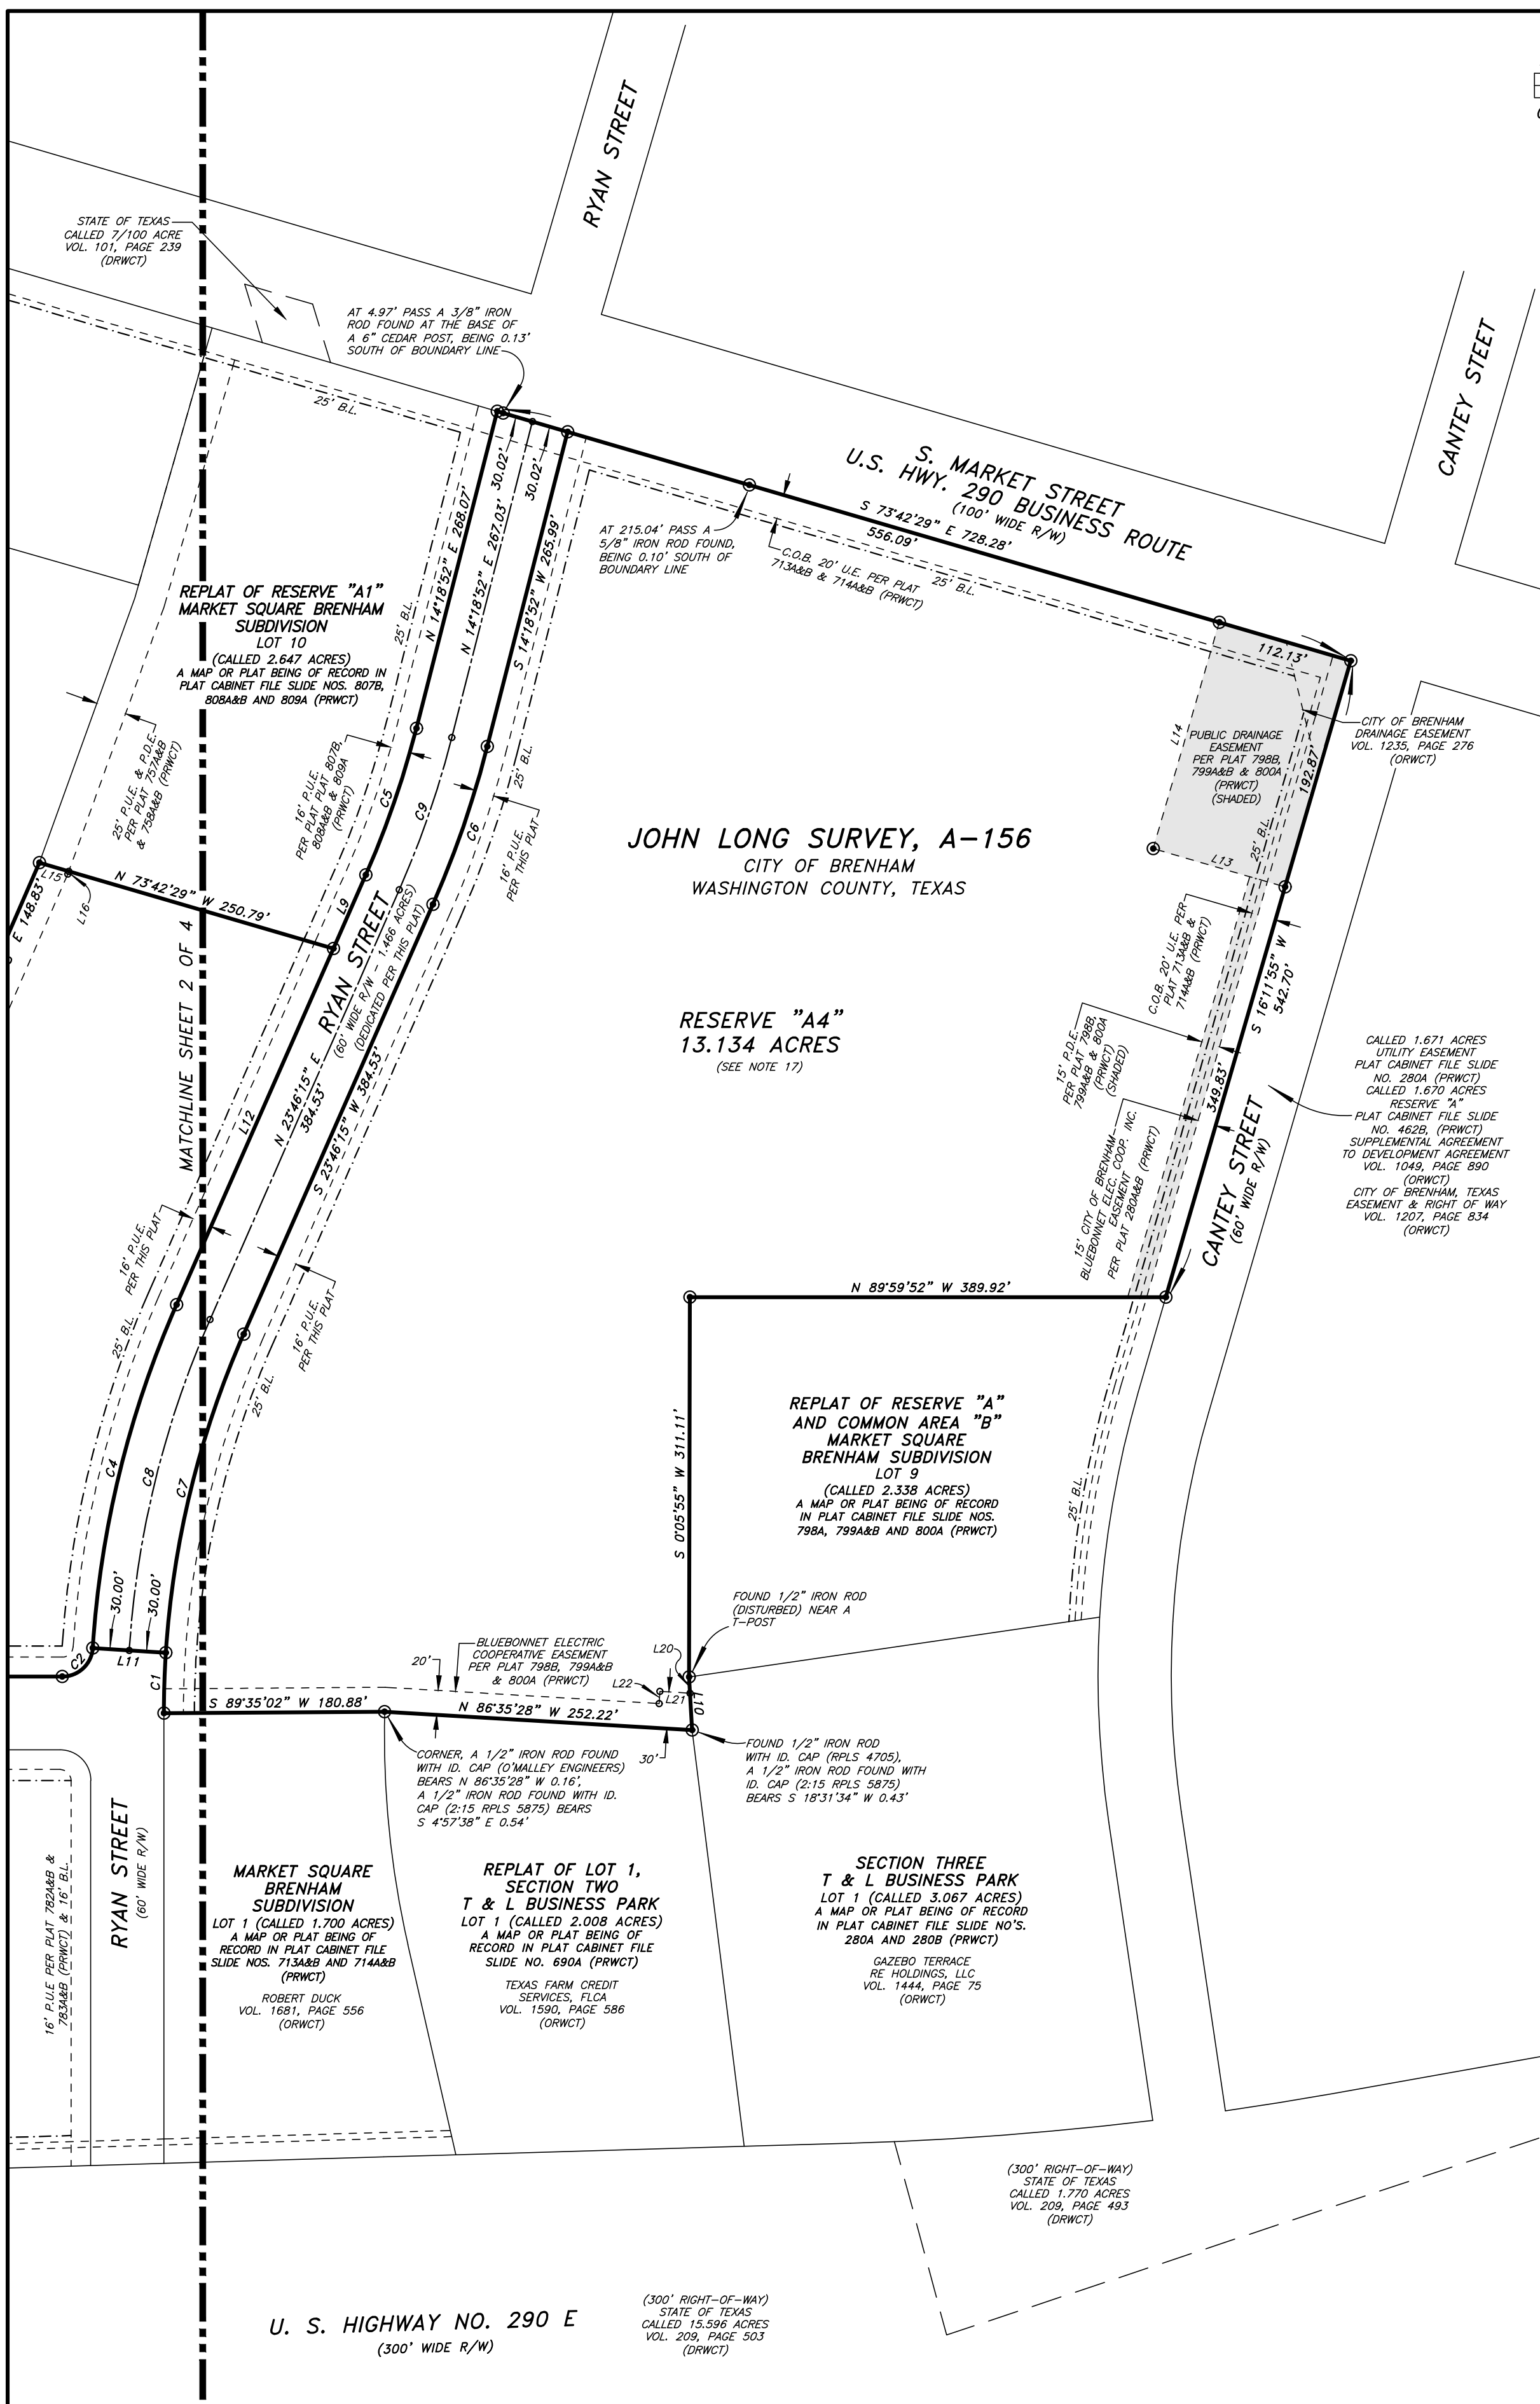 RYAN STREET
STATE OF TEXAS
CALLED 7/100 ACRE
VOL. 101, PAGE 239
(DRWCT)
AT 4.97' PASS A 3/8" IRON
ROD FOUND AT THE BASE OF
A 6" CEDAR POST, BEING 0.13'
SOUTH OF BOUNDARY LINE
CANTEY STEET
25' B.L.
30.02'
30.02'
N 14°18'52" E 268.07'
N 14°18'52" E 267.03'
S 14°18'52" W 265.99'
S. MARKET STREET
U.S. HWY. 290 BUSINESS ROUTE
(100' WIDE R/W)
S 73°42'29" E 728.28'
556.09'
AT 215.04' PASS A
5/8" IRON ROD FOUND,
BEING 0.10' SOUTH OF
BOUNDARY LINE
C.O.B. 20' U.E. PER PLAT
713A&B & 714A&B (PRWCT)
25' B.L.
REPLAT OF RESERVE "A1"
MARKET SQUARE BRENHAM
SUBDIVISION
LOT 10
(CALLED 2.647 ACRES)
A MAP OR PLAT BEING OF RECORD IN
PLAT CABINET FILE SLIDE NOS. 807B,
808A&B AND 809A (PRWCT)
25' B.L.
112.13'
L14
PUBLIC DRAINAGE
EASEMENT
PER PLAT 798B,
799A&B & 800A
(PRWCT)
(SHADED)
192.87'
CITY OF BRENHAM
DRAINAGE EASEMENT
VOL. 1235, PAGE 276
(ORWCT)
25' P.U.E. & P.D.E.
PER PLAT 757A&B
& 758A&B (PRWCT)
16' P.U.E.
PER PLAT PLAT 807B,
808A&B & 809A
(PRWCT)
C5
C9
C6
25' B.L.
16' P.U.E.
PER THIS PLAT
JOHN LONG SURVEY, A-156
CITY OF BRENHAM
WASHINGTON COUNTY, TEXAS
L13
25' B.L.
L15
L16
E 148.83'
N 73°42'29" W 250.79'
L9
MATCHLINE SHEET 2 OF 4
RYAN STREET
(60' WIDE R/W - 1.466 ACRES)
(DEDICATED PER THIS PLAT)
C.O.B. 20' U.E. PER
PLAT 713A&B &
714A&B (PRWCT)
S 16°11'55" W
542.70'
RESERVE "A4"
13.134 ACRES
(SEE NOTE 17)
15' P.D.E.
PER PLAT 798B,
799A&B & 800A
(PRWCT)
(SHADED)
349.83'
CALLED 1.671 ACRES
UTILITY EASEMENT
PLAT CABINET FILE SLIDE
NO. 280A (PRWCT)
CALLED 1.670 ACRES
RESERVE "A"
PLAT CABINET FILE SLIDE
NO. 462B, (PRWCT)
SUPPLEMENTAL AGREEMENT
TO DEVELOPMENT AGREEMENT
VOL. 1049, PAGE 890
(ORWCT)
CITY OF BRENHAM, TEXAS
EASEMENT & RIGHT OF WAY
VOL. 1207, PAGE 834
(ORWCT)
L12
N 23°46'15" E
384.53'
S 23°46'15" W 384.53'
15' CITY OF BRENHAM
BLUEBONNET ELEC. COOP. INC.
EASEMENT
PER PLAT 280A&B (PRWCT)
CANTEY STREET
(60' WIDE R/W)
16' P.U.E.
PER THIS PLAT
25' B.L.
16' P.U.E.
PER THIS PLAT
25' B.L.
N 89°59'52" W 389.92'
S 0°05'55" W 311.11'
REPLAT OF RESERVE "A"
AND COMMON AREA "B"
MARKET SQUARE
BRENHAM SUBDIVISION
LOT 9
(CALLED 2.338 ACRES)
A MAP OR PLAT BEING OF RECORD
IN PLAT CABINET FILE SLIDE NOS.
798A, 799A&B AND 800A (PRWCT)
25' B.L.
C4
C8
C7
30.00'
30.00'
C2
L11
C1
FOUND 1/2" IRON ROD
(DISTURBED) NEAR A
T-POST
BLUEBONNET ELECTRIC
COOPERATIVE EASEMENT
PER PLAT 798B, 799A&B
& 800A (PRWCT)
20'
L20
L22
L21
L10
S 89°35'02" W 180.88'
N 86°35'28" W 252.22'
30'
CORNER, A 1/2" IRON ROD FOUND
WITH ID. CAP (O'MALLEY ENGINEERS)
BEARS N 86°35'28" W 0.16',
A 1/2" IRON ROD FOUND WITH ID.
CAP (2:15 RPLS 5875) BEARS
S 4°57'38" E 0.54'
FOUND 1/2" IRON ROD
WITH ID. CAP (RPLS 4705),
A 1/2" IRON ROD FOUND WITH
ID. CAP (2:15 RPLS 5875)
BEARS S 18°31'34" W 0.43'
16' P.U.E PER PLAT 782A&B &
783A&B (PRWCT) & 16' B.L.
RYAN STREET
(60' WIDE R/W)
MARKET SQUARE
BRENHAM
SUBDIVISION
LOT 1 (CALLED 1.700 ACRES)
A MAP OR PLAT BEING OF
RECORD IN PLAT CABINET FILE
SLIDE NOS. 713A&B AND 714A&B
(PRWCT)
ROBERT DUCK
VOL. 1681, PAGE 556
(ORWCT)
REPLAT OF LOT 1,
SECTION TWO
T & L BUSINESS PARK
LOT 1 (CALLED 2.008 ACRES)
A MAP OR PLAT BEING OF
RECORD IN PLAT CABINET FILE
SLIDE NO. 690A (PRWCT)
TEXAS FARM CREDIT
SERVICES, FLCA
VOL. 1590, PAGE 586
(ORWCT)
SECTION THREE
T & L BUSINESS PARK
LOT 1 (CALLED 3.067 ACRES)
A MAP OR PLAT BEING OF RECORD
IN PLAT CABINET FILE SLIDE NO'S.
280A AND 280B (PRWCT)
GAZEBO TERRACE
RE HOLDINGS, LLC
VOL. 1444, PAGE 75
(ORWCT)
(300' RIGHT-OF-WAY)
STATE OF TEXAS
CALLED 1.770 ACRES
VOL. 209, PAGE 493
(DRWCT)
U. S. HIGHWAY NO. 290 E
(300' WIDE R/W)
(300' RIGHT-OF-WAY)
STATE OF TEXAS
CALLED 15.596 ACRES
VOL. 209, PAGE 503
(DRWCT)